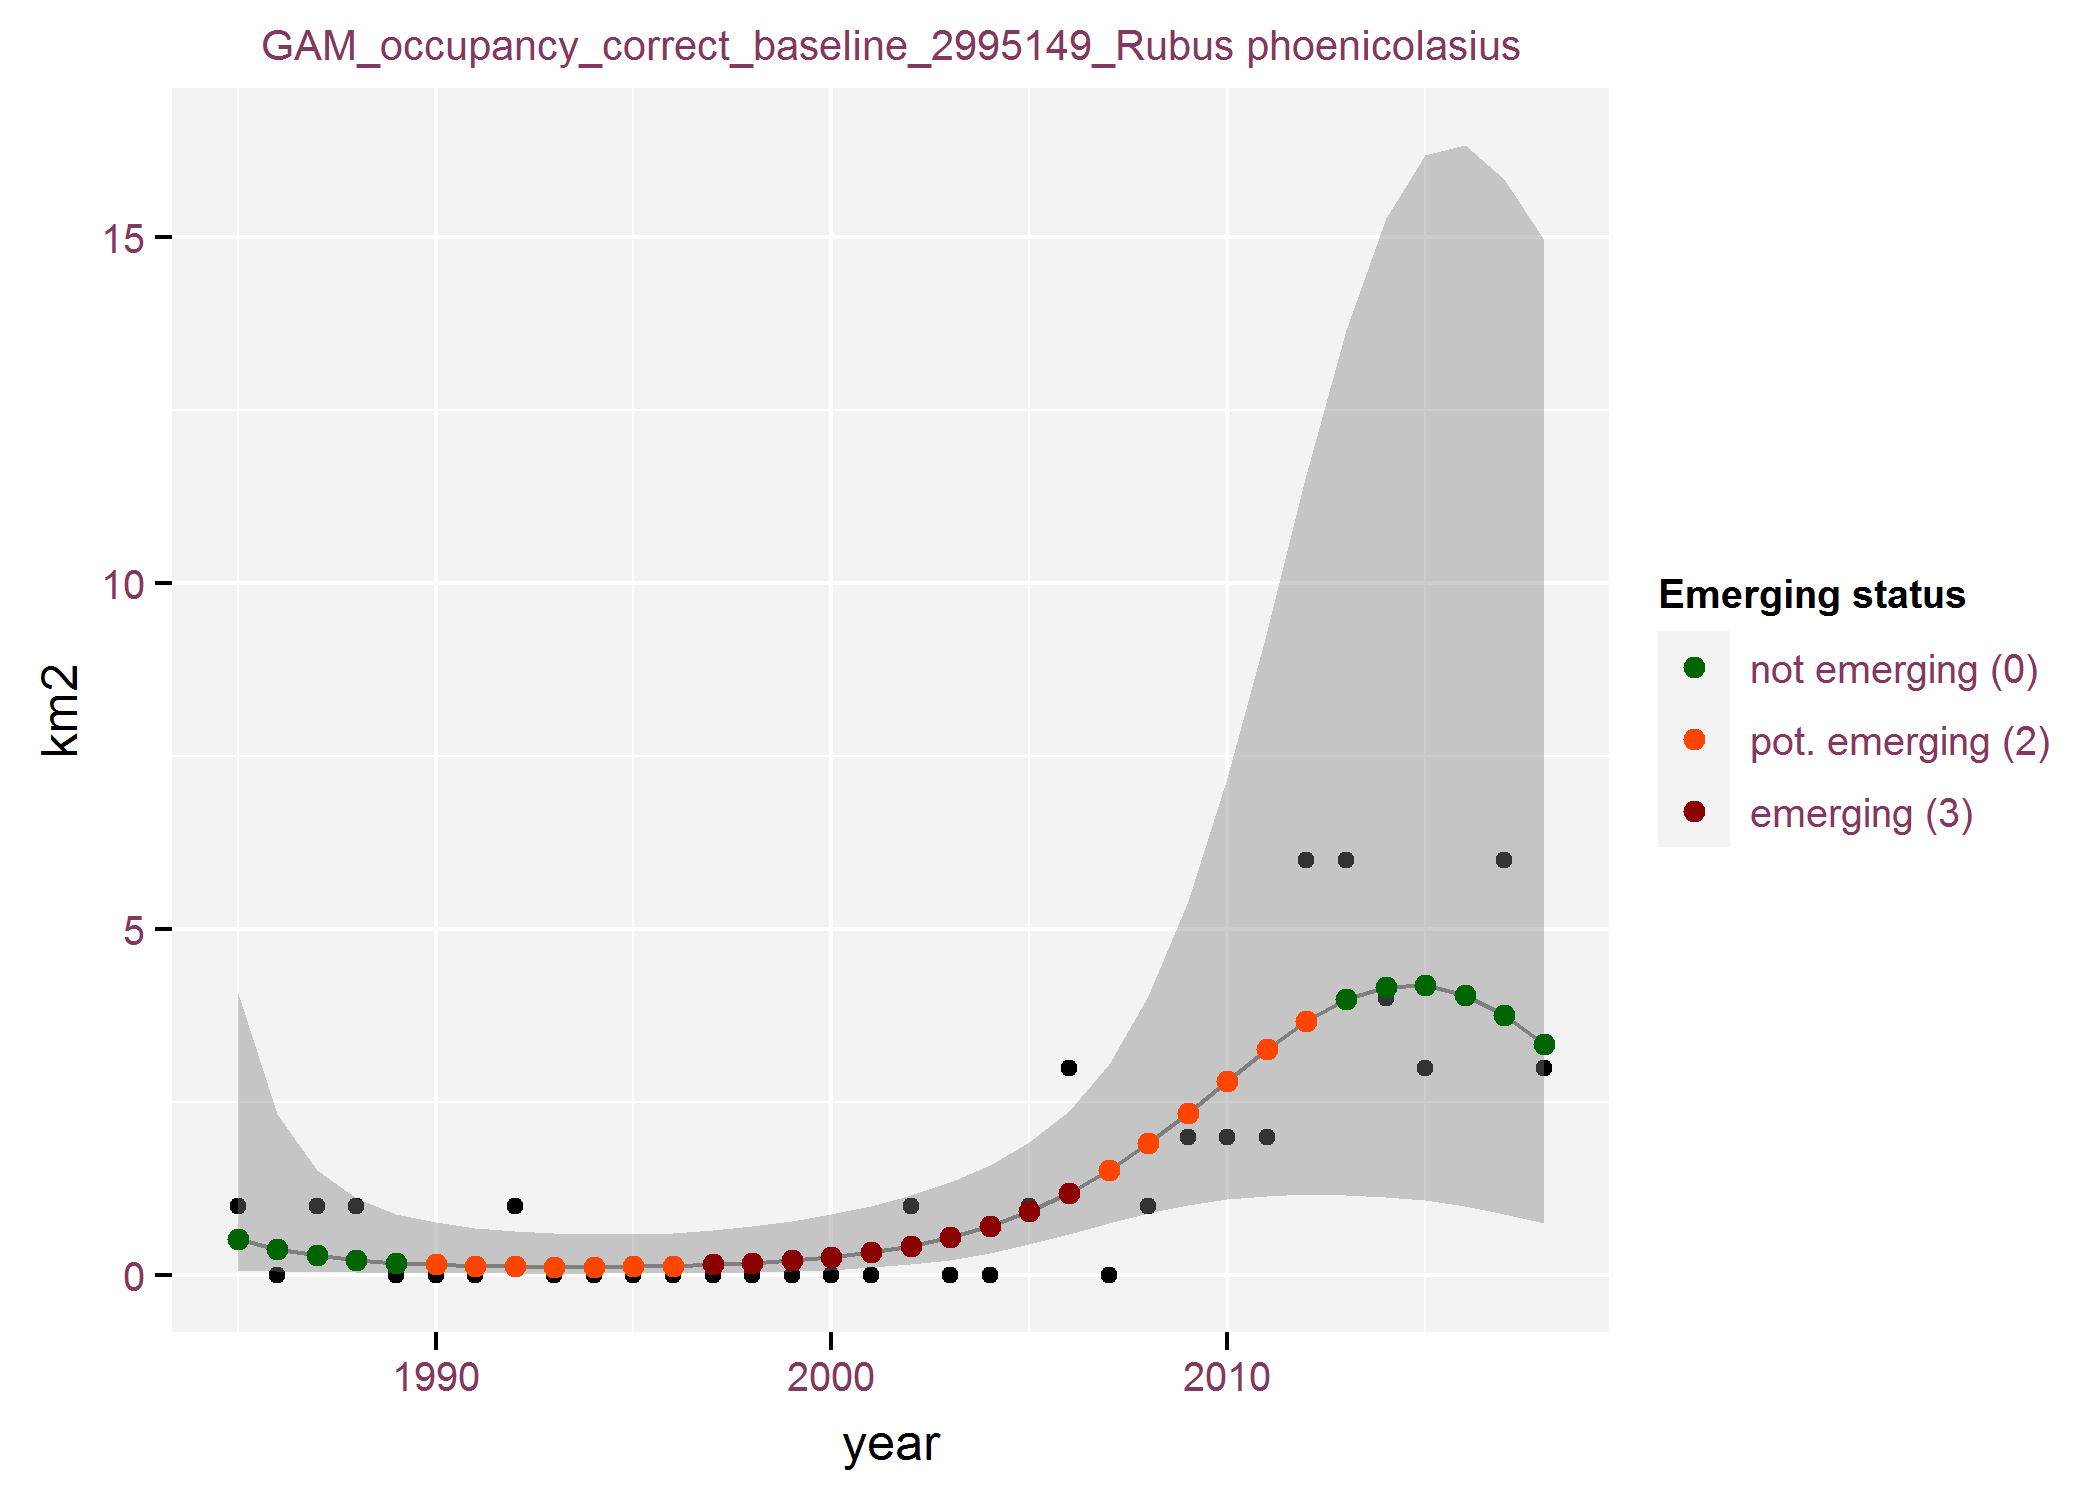 GAM_occupancy_correct_baseline_2995149_Rubus phoenicolasius
15
10
5
0
km2
1990 2000 2010
year
Emerging status
not emerging (0)
pot. emerging (2)
emerging (3)